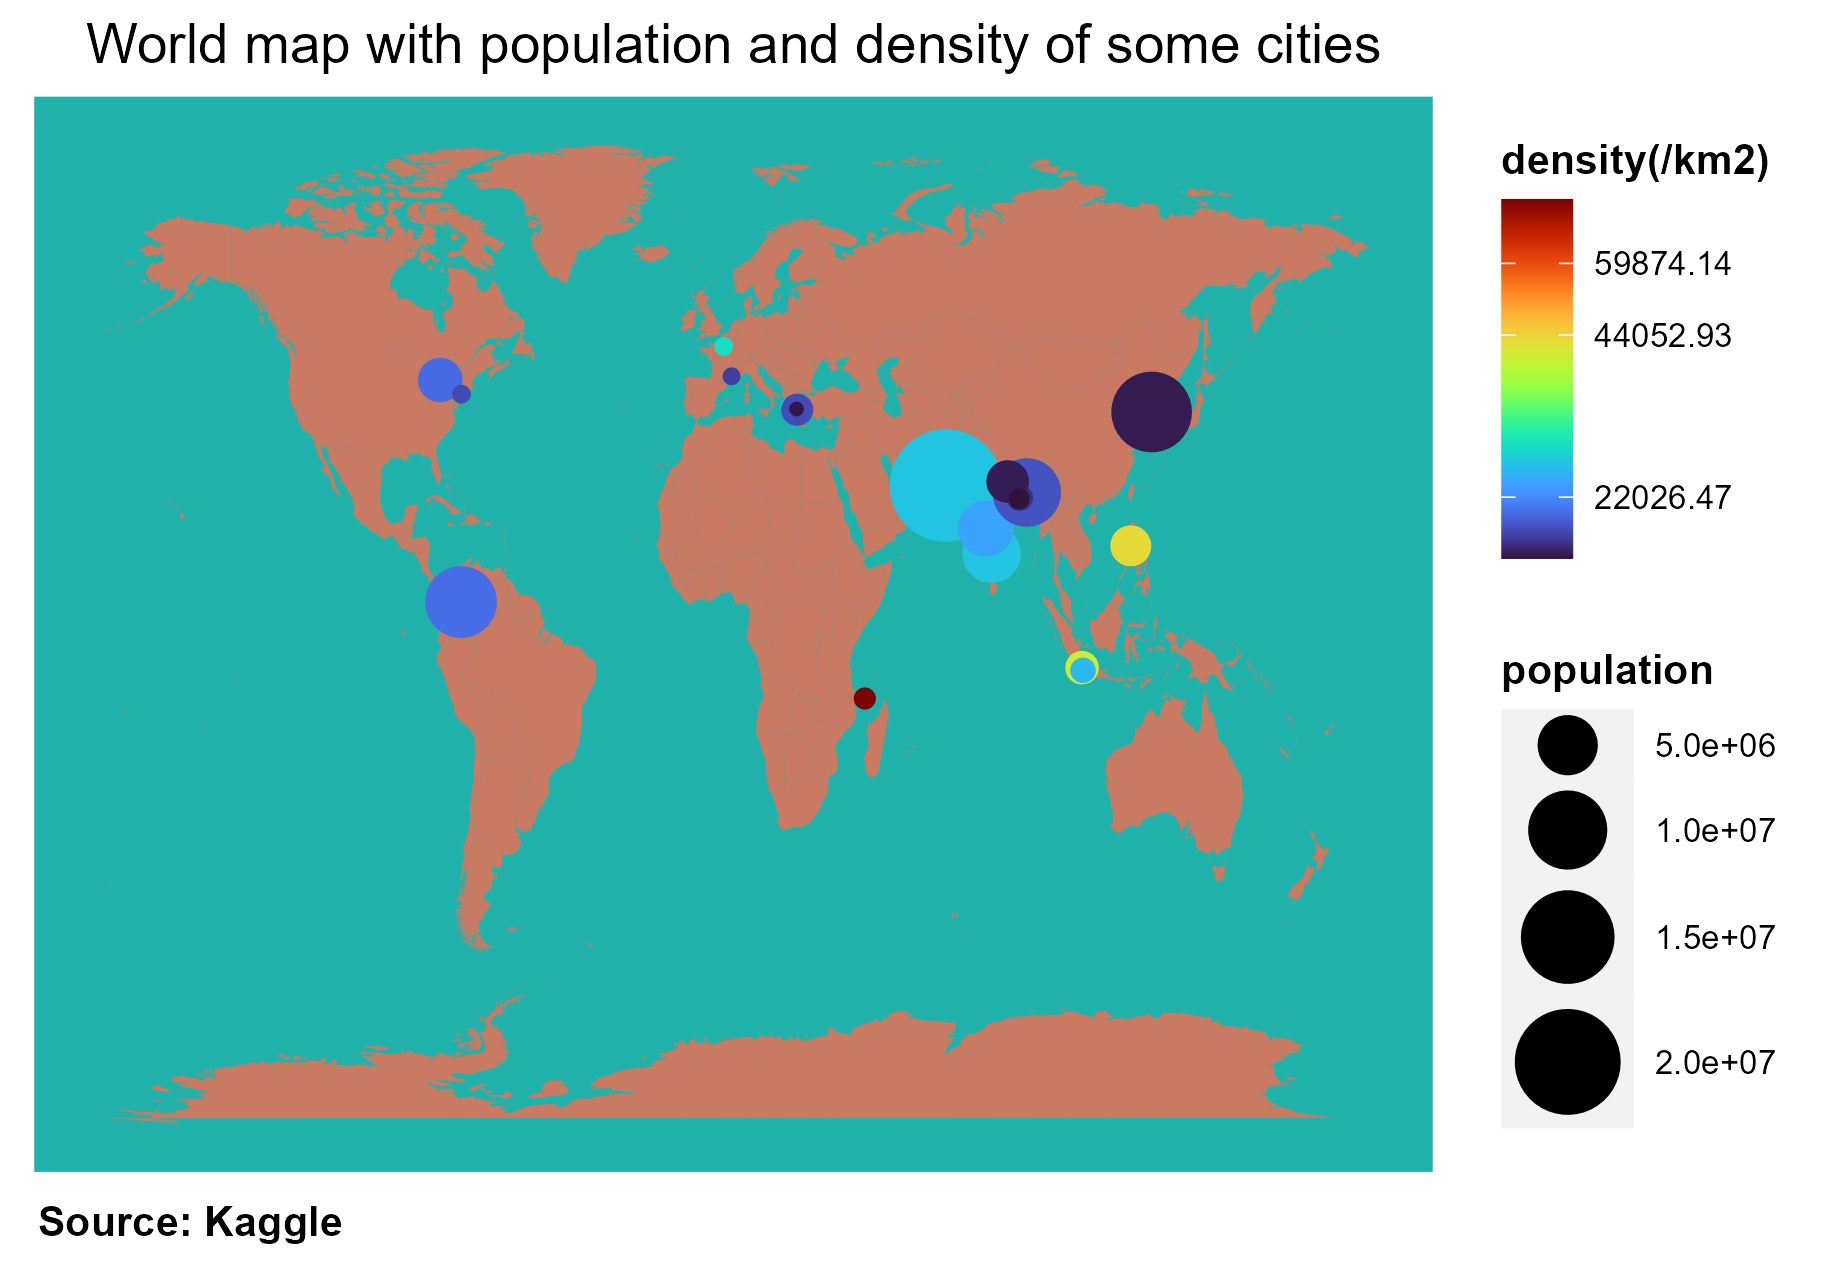 World map with population and density of some cities
density(/km2)
59874.14
44052.93
22026.47
population
5.0e+06
1.0e+07
1.5e+07
2.0e+07
Source: Kaggle